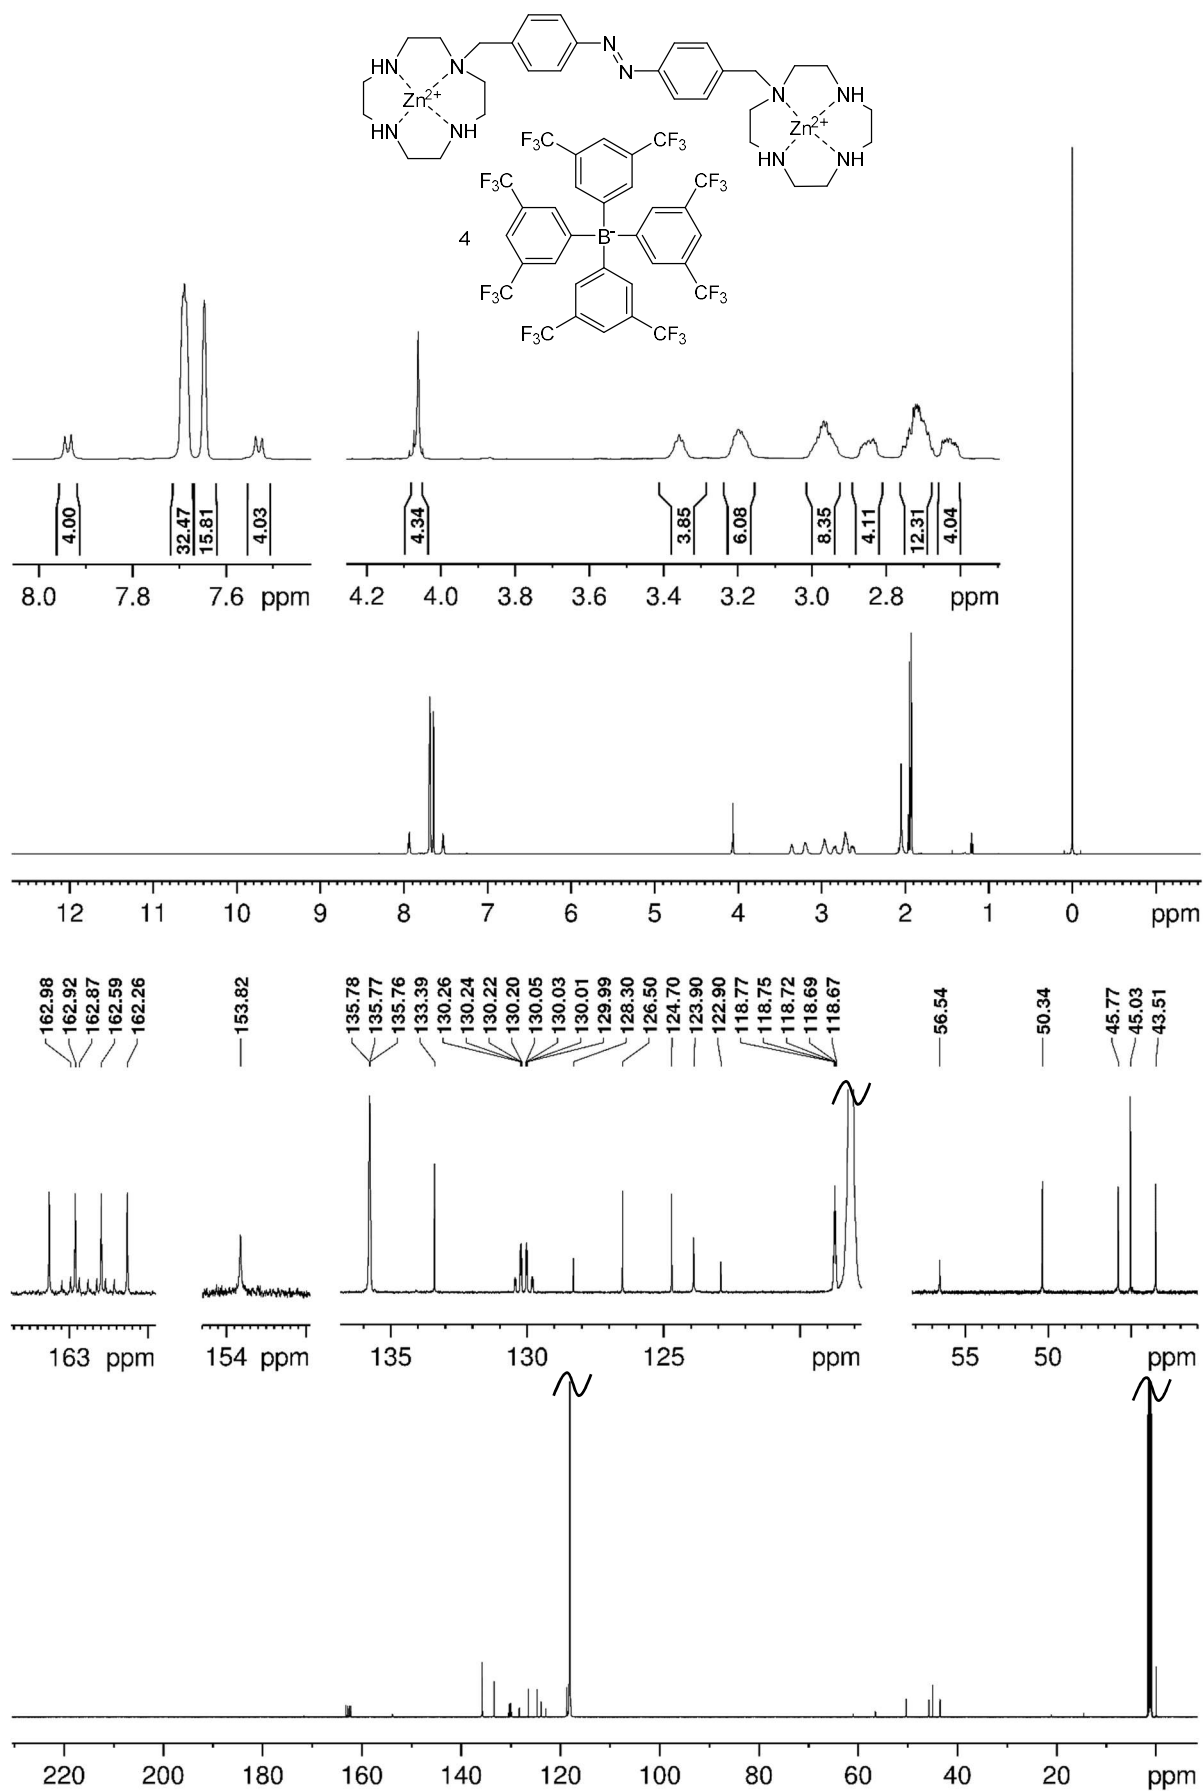 N
N
HN
N
Zn2+
HN
NH
N
NH
Zn2+
HN
NH
F3C
CF3
F3C
CF3
4
B-
F3C
CF3
F3C
CF3
4.00
32.47
15.81
4.03
4.34
3.85
6.08
8.35
4.11
12.31
4.04
8.0 7.8 7.6 ppm
4.2 4.0 3.8 3.6 3.4 3.2 3.0 2.8 ppm
12 11 10 9 8 7 6 5 4 3 2 1 0 ppm
162.98
162.92
162.87
162.59
162.26
153.82
135.78
135.77
135.76
133.39
130.26
130.24
130.22
130.20
130.05
130.03
130.01
129.99
128.30
126.50
124.70
123.90
122.90
118.77
118.75
118.72
118.69
118.67
56.54
50.34
45.77
45.03
43.51
163 ppm
154 ppm
135 130 125 ppm
55 50 ppm
220 200 180 160 140 120 100 80 60 40 20 ppm